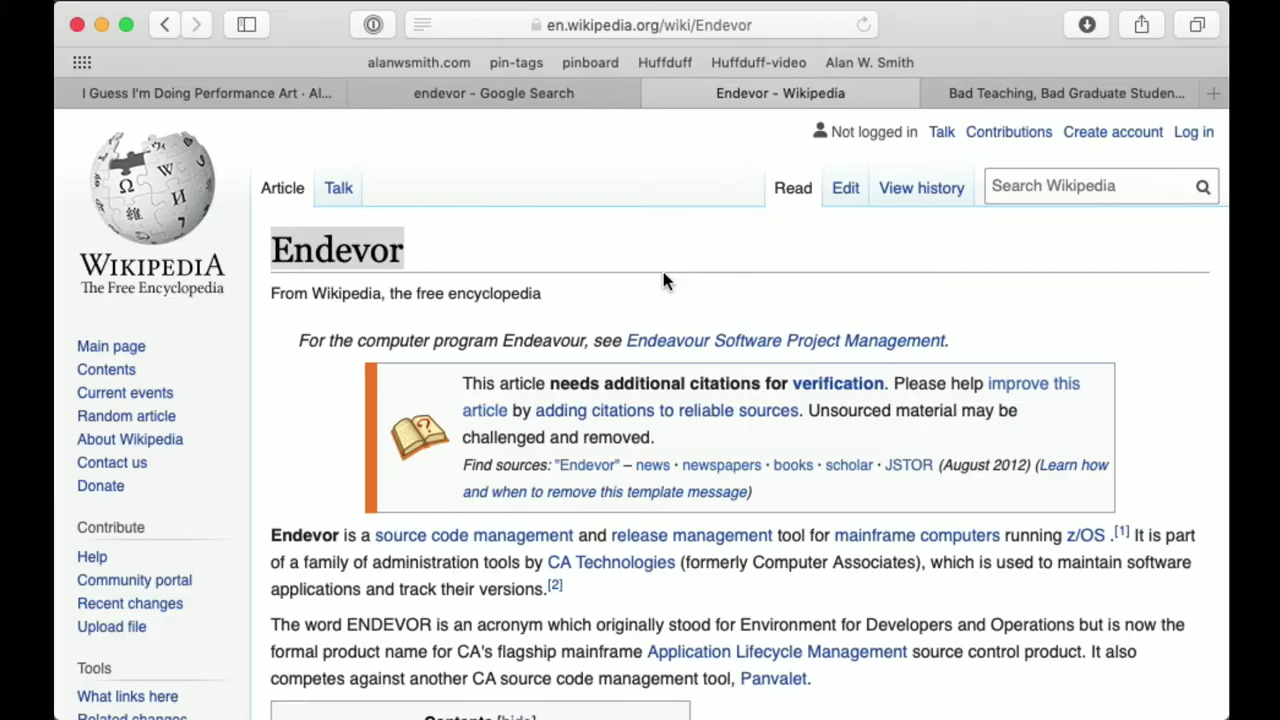 en.wikipedia.org/wiki/Endevor
alanwsmith.com pin-tags pinboard Huffduff Huffduff-video Alan W. Smith
I Guess I'm Doing Performance Art · Al... endevor - Google Search Endevor - Wikipedia Bad Teaching, Bad Graduate Studen...
Not logged in Talk Contributions Create account Log in
Article Talk Read Edit View history Search Wikipedia
WIKIPEDIA
The Free Encyclopedia
Main page
Contents
Current events
Random article
About Wikipedia
Contact us
Donate
Contribute
Help
Community portal
Recent changes
Upload file
Tools
What links here
Related changes
Endevor
From Wikipedia, the free encyclopedia
For the computer program Endeavour, see Endeavour Software Project Management.
This article needs additional citations for verification. Please help improve this
article by adding citations to reliable sources. Unsourced material may be
challenged and removed.
Find sources: "Endevor" – news · newspapers · books · scholar · JSTOR (August 2012) (Learn how
and when to remove this template message)
Endevor is a source code management and release management tool for mainframe computers running z/OS .[1] It is part
of a family of administration tools by CA Technologies (formerly Computer Associates), which is used to maintain software
applications and track their versions.[2]
The word ENDEVOR is an acronym which originally stood for Environment for Developers and Operations but is now the
formal product name for CA's flagship mainframe Application Lifecycle Management source control product. It also
competes against another CA source code management tool, Panvalet.
Contents [hide]